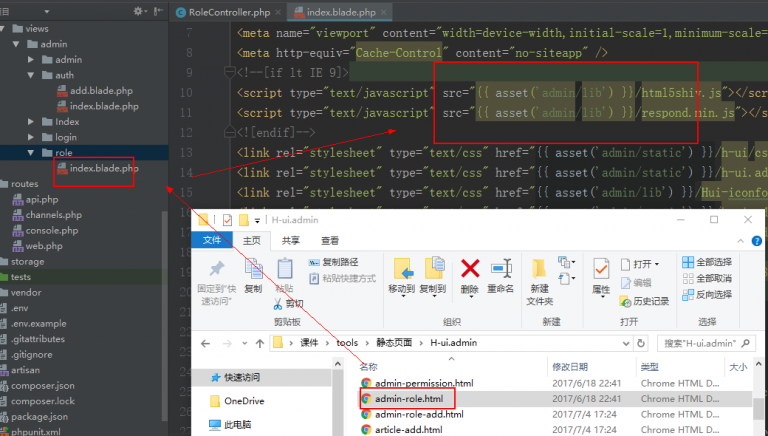 项目
views
admin
admin
auth
add.blade.php
index.blade.php
Index
login
role
index.blade.php
routes
api.php
channels.php
console.php
web.php
storage
tests
vendor
.env
.env.example
.gitattributes
.gitignore
artisan
composer.json
composer.lock
package.json
phpunit.xml
RoleController.php × index.blade.php ×
7 <meta name="viewport" content="width=device-width,initial-scale=1,minimum-scale=
8 <meta http-equiv="Cache-Control" content="no-siteapp" />
9 <!--[if lt IE 9]>
10 <script type="text/javascript" src="{{ asset('admin/lib') }}/html5shiv.js"></s
11 <script type="text/javascript" src="{{ asset('admin/lib') }}/respond.min.js"></s
12 <![endif]-->
13 <link rel="stylesheet" type="text/css" href="{{ asset('admin/static') }}/h-ui/cs
14 <link rel="stylesheet" type="text/css" href="{{ asset('admin/static') }}/h-ui.ad
15 <link rel="stylesheet" type="text/css" href="{{ asset('admin/lib') }}/Hui-iconfo
H-ui.admin
文件 主页 共享 查看
固定到"快速访问"
复制
粘贴
复制路径
粘贴快捷方式
剪切
剪贴板
移动到 复制到 删除 重命名
组织
新建文件夹
新建
属性
打开
编辑
历史记录
打开
全部选择
全部取消
反向选择
选择
课件 > tools > 静态页面 > H-ui.admin
搜索"H-ui.admin"
快速访问
OneDrive
此电脑
名称 修改日期 类型 大小
admin-permission.html 2017/6/18 22:41 Chrome HTML D...
admin-role.html 2017/6/18 22:41 Chrome HTML D...
admin-role-add.html 2017/7/4 17:24 Chrome HTML D...
article-add.html 2017/7/4 17:24 Chrome HTML D...